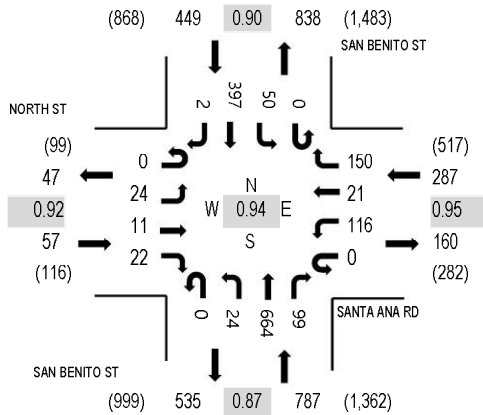 (868) 449 0.90 838 (1,483)
SAN BENITO ST
NORTH ST
2 397 50 0
(99)
47
0.92
57
(116)
0
24
11
22
N
W 0.94 E
S
150
21
116
0
(517)
287
0.95
160
(282)
0 24 664 99
SANTA ANA RD
SAN BENITO ST
(999) 535 0.87 787 (1,362)